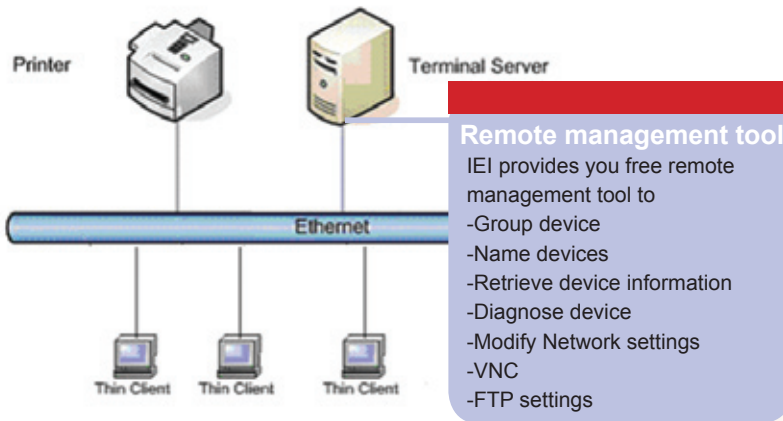 Printer
Terminal Server
Remote management tool
IEI provides you free remote
management tool to
-Group device
-Name devices
-Retrieve device information
-Diagnose device
-Modify Network settings
-VNC
-FTP settings
Ethernet
Thin Client
Thin Client
Thin Client